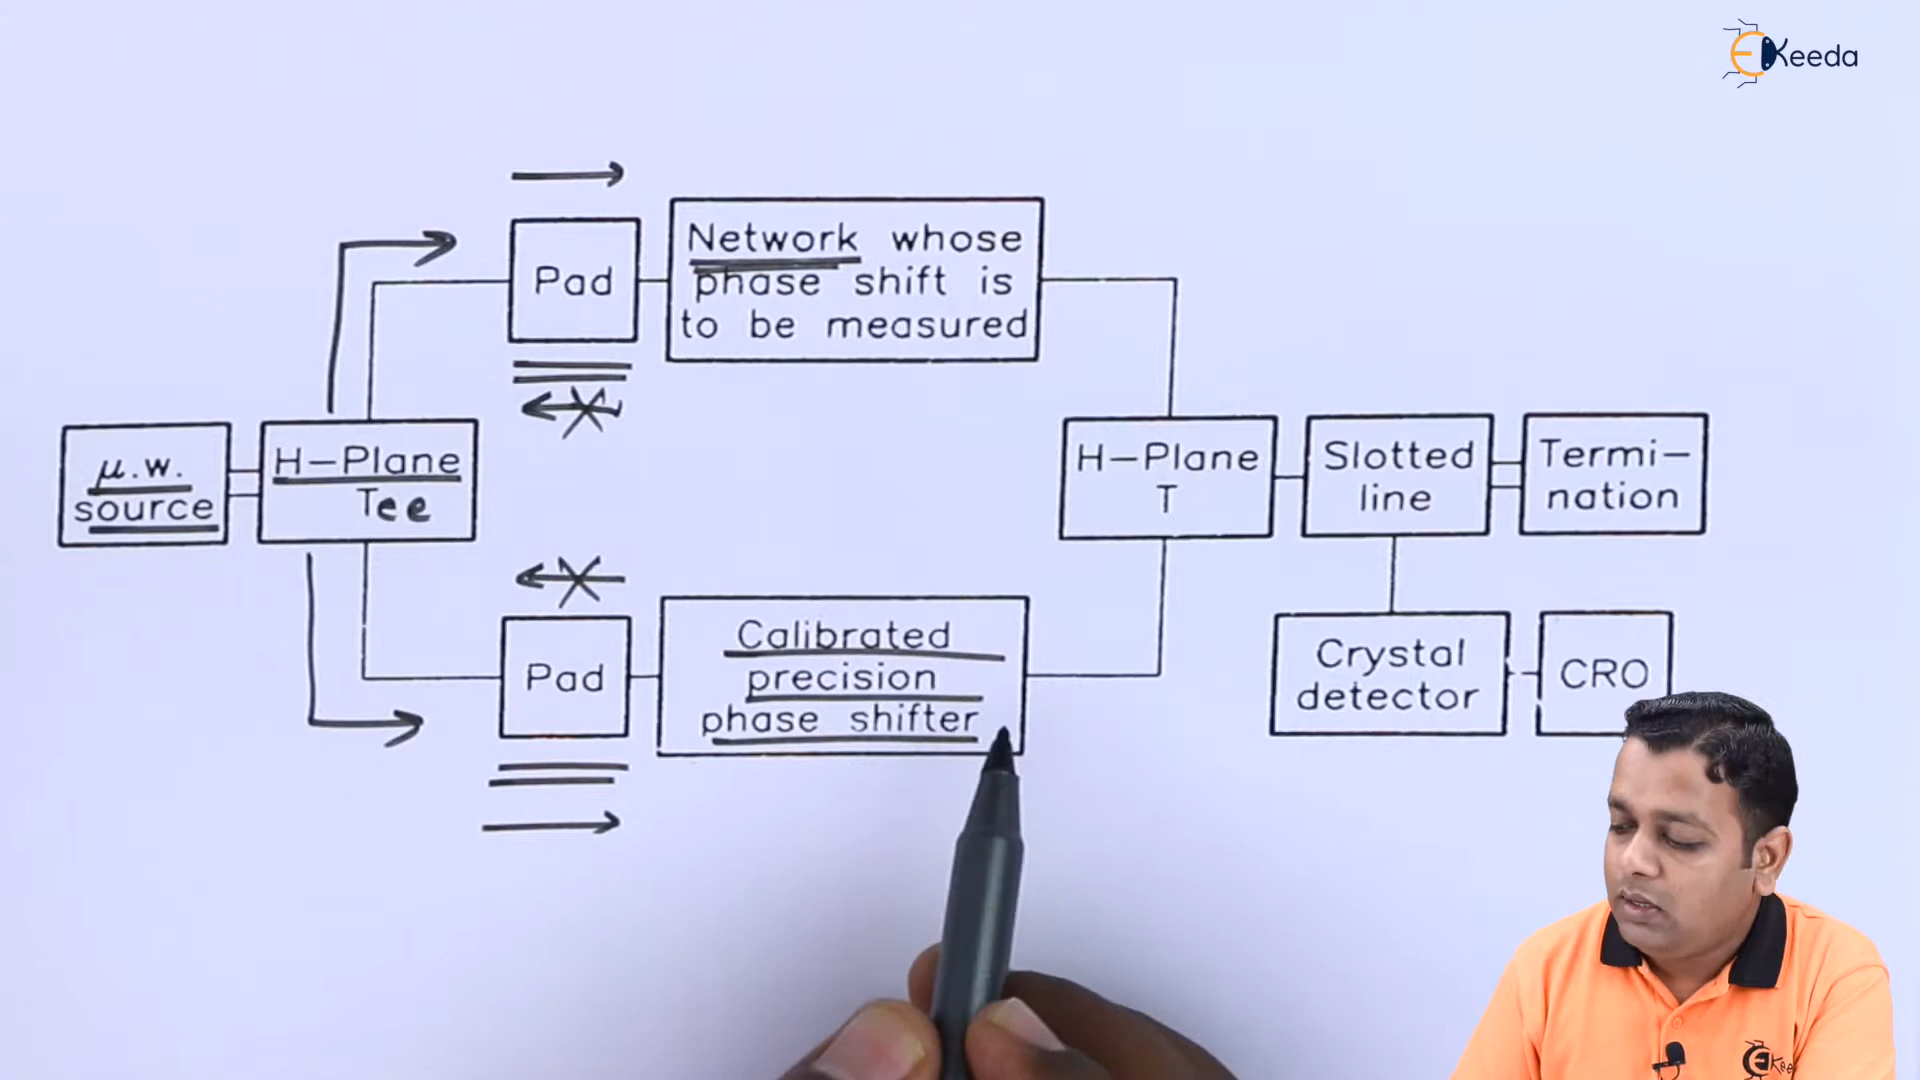 EKeeda
Pad
Network whose
phase shift is
to be measured
μ.w.
source
H-Plane
Tee
H-Plane
T
Slotted
line
Termi-
nation
Pad
Calibrated
precision
phase shifter
Crystal
detector
CRO